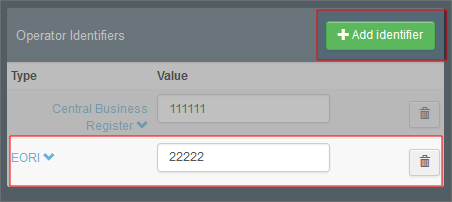 Operator Identifiers
Add identifier
Type Value
Central Business
Register
111111
EORI 22222